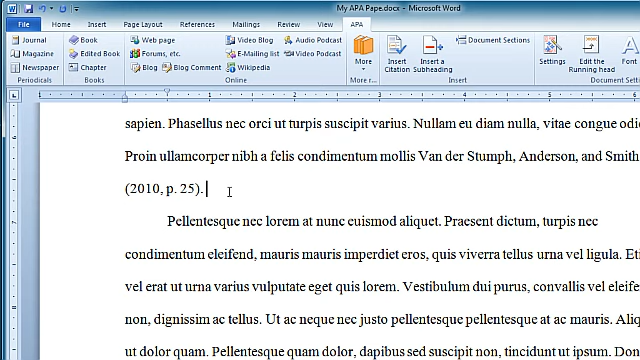 My APA Pape.docx - Microsoft Word
File Home Insert Page Layout References Mailings Review View APA
Journal Book Web page Video Blog Audio Podcast Document Sections
Magazine Edited Book Forums, etc. E-Mailing list Video Podcast
Newspaper Chapter Blog Blog Comment Wikipedia
More Insert Citation Insert a Subheading Settings Edit the Running head Font
Periodicals Books Online More r... Insert Document Setti
1 1 2 3 4 5 6
sapien. Phasellus nec orci ut turpis suscipit varius. Nullam eu diam nulla, vitae congue odi
Proin ullamcorper nibh a felis condimentum mollis Van der Stumph, Anderson, and Smith
(2010, p. 25).
Pellentesque nec lorem at nunc euismod aliquet. Praesent dictum, turpis nec
condimentum eleifend, mauris mauris imperdiet eros, quis viverra tellus urna vel ligula. Eti
vel erat ut urna varius vulputate eget quis lorem. Vestibulum dui purus, convallis vel eleife
non, dignissim ac tellus. Ut ac neque nec justo pellentesque pellentesque at ac mauris. Aliq
ut dolor quam. Pellentesque quam dolor, dapibus sed suscipit non, tincidunt ut ipsum. Don